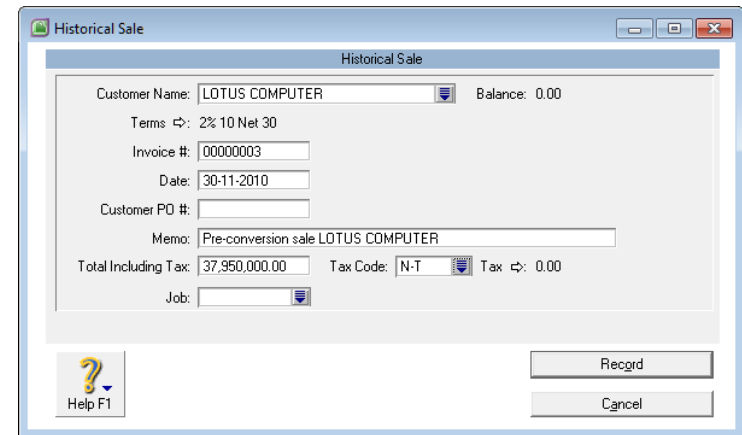 Historical Sale
Historical Sale
Customer Name: LOTUS COMPUTER Balance: 0.00
Terms ⇨: 2% 10 Net 30
Invoice #: 00000003
Date: 30-11-2010
Customer PO #:
Memo: Pre-conversion sale LOTUS COMPUTER
Total Including Tax: 37,950,000.00 Tax Code: N-T Tax ⇨: 0.00
Job:
Record
Help F1
Cancel